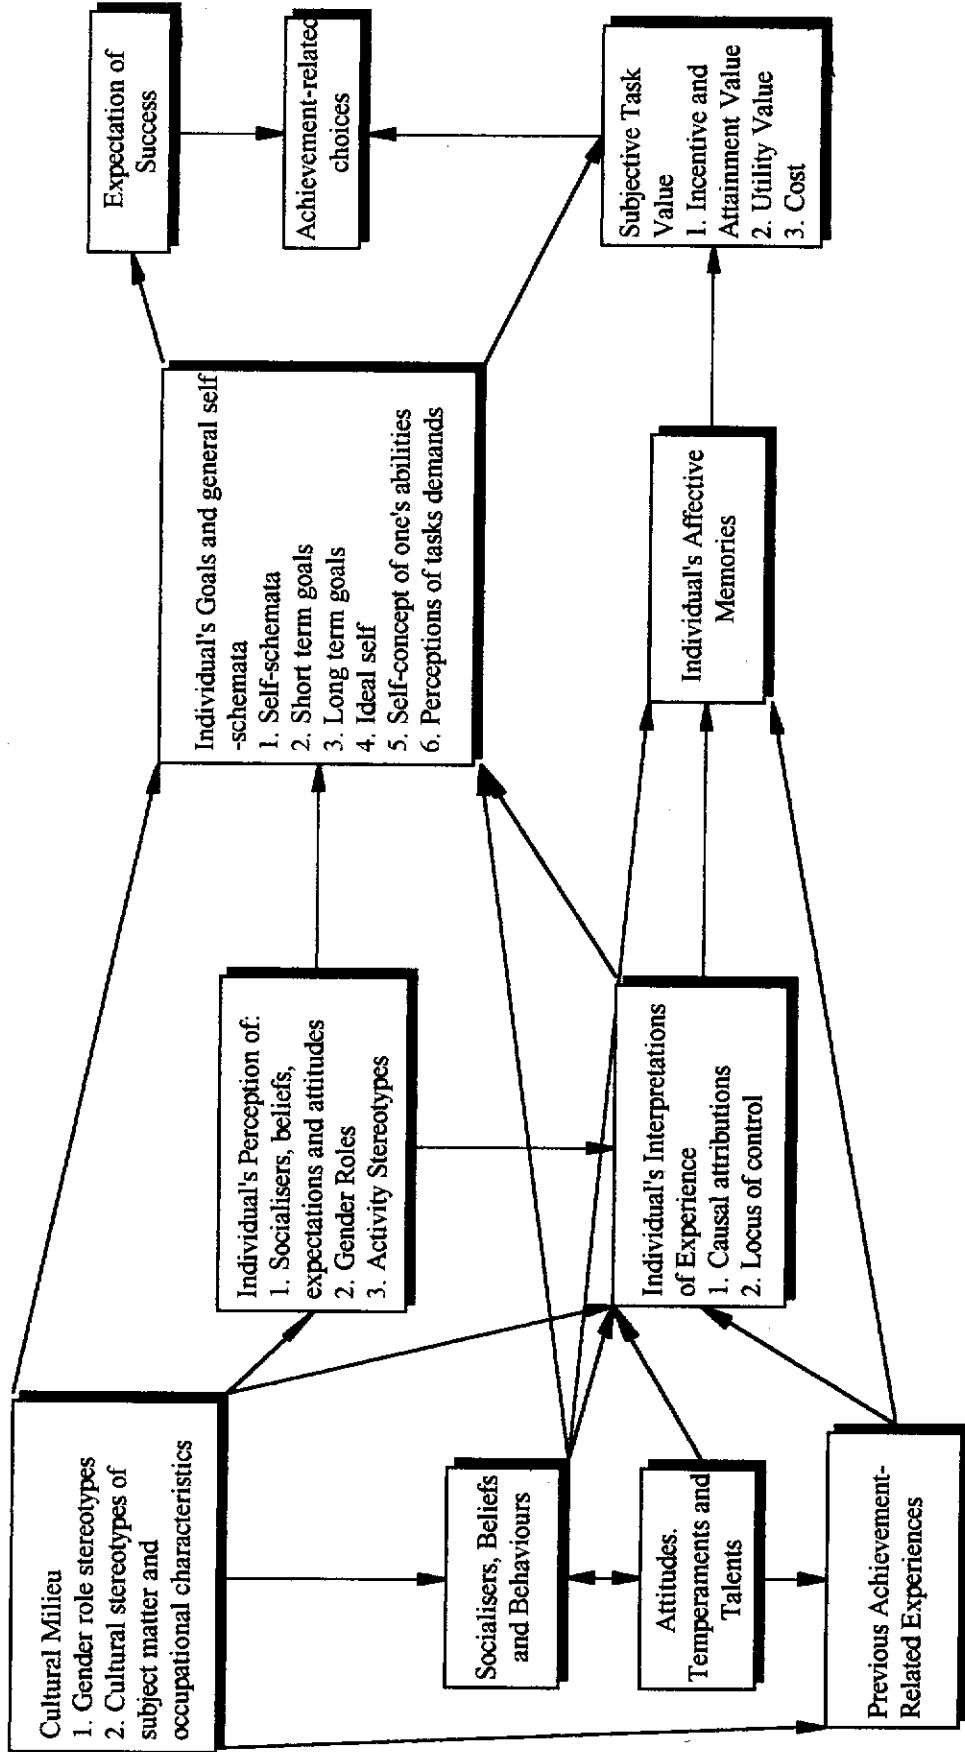 Cultural Milieu
1. Gender role stereotypes
2. Cultural stereotypes of
subject matter and
occupational characteristics
Socialisers, Beliefs
and Behaviours
Attitudes.
Temperaments and
Talents
Previous Achievement-
Related Experiences
Individual's Perception of:
1. Socialisers, beliefs,
expectations and attitudes
2. Gender Roles
3. Activity Stereotypes
Individual's Interpretations
of Experience
1. Causal attributions
2. Locus of control
Individual's Goals and general self
-schemata
1. Self-schemata
2. Short term goals
3. Long term goals
4. Ideal self
5. Self-concept of one's abilities
6. Perceptions of tasks demands
Individual's Affective
Memories
Expectation of
Success
Achievement-related
choices
Subjective Task
Value
1. Incentive and
Attainment Value
2. Utility Value
3. Cost